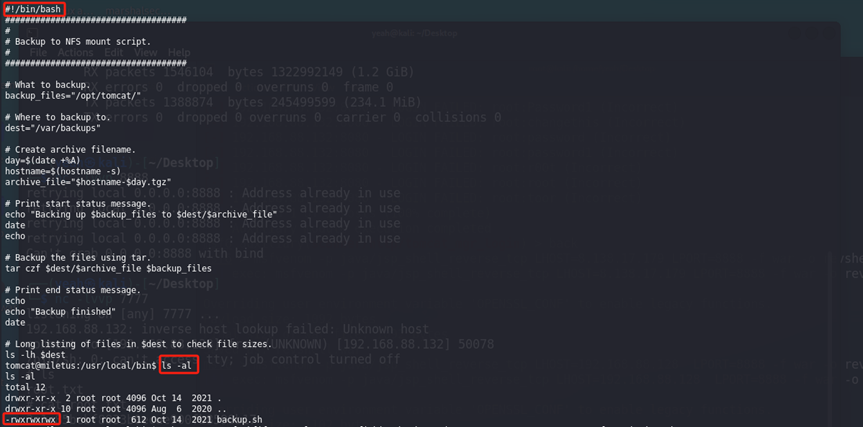 #!/bin/bash
####################################
#
# Backup to NFS mount script.
#
####################################
# What to backup.
backup_files="/opt/tomcat/"
# Where to backup to.
dest="/var/backups"
# Create archive filename.
day=$(date +%A)
hostname=$(hostname -s)
archive_file="$hostname-$day.tgz"
# Print start status message.
echo "Backing up $backup_files to $dest/$archive_file"
date
echo
# Backup the files using tar.
tar czf $dest/$archive_file $backup_files
# Print end status message.
echo
echo "Backup finished"
date
# Long listing of files in $dest to check file sizes.
ls -lh $dest
tomcat@miletus:/usr/local/bin$ ls -al
ls -al
total 12
drwxr-xr-x  2 root root 4096 Oct 14  2021 .
drwxr-xr-x 10 root root 4096 Aug  6  2020 ..
-rwxrwxrwx  1 root root  612 Oct 14  2021 backup.sh
File Actions Edit View Help
RX packets 1546104  bytes 1322992149 (1.2 GiB)
RX errors 0  dropped 0  overruns 0  frame 0
TX packets 1388874  bytes 245499599 (234.1 MiB)
errors 0  dropped 0 overruns 0  carrier 0  collisions 0
-[~/Desktop]
8888
retrying local 0.0.0.0:8888 : Address already in use
retrying local 0.0.0.0:8888 : Address already in use
retrying local 0.0.0.0:8888 : Address already in use
retrying local 0.0.0.0:8888 : Address already in use
0.0.0.0:8888 with bind
-[~/Desktop]
7777
listening on [any] 7777 ...
192.168.88.132: inverse host lookup failed: Unknown host
(UNKNOWN) [192.168.88.132] 50078
tty; job control turned off